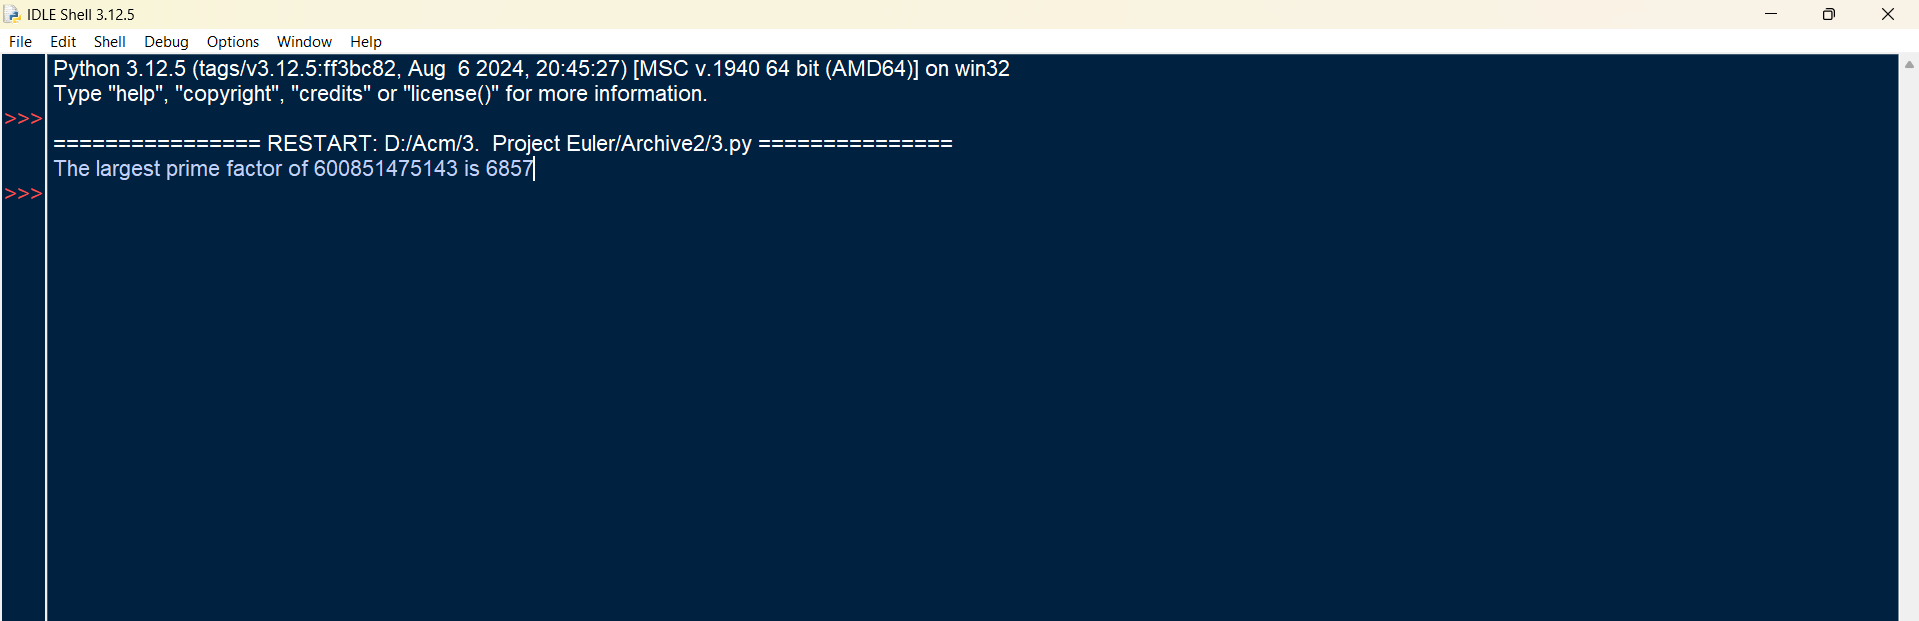 IDLE Shell 3.12.5
File Edit Shell Debug Options Window Help
Python 3.12.5 (tags/v3.12.5:ff3bc82, Aug  6 2024, 20:45:27) [MSC v.1940 64 bit (AMD64)] on win32
Type "help", "copyright", "credits" or "license()" for more information.
>>>
================ RESTART: D:/Acm/3.  Project Euler/Archive2/3.py ===============
The largest prime factor of 600851475143 is 6857
>>>